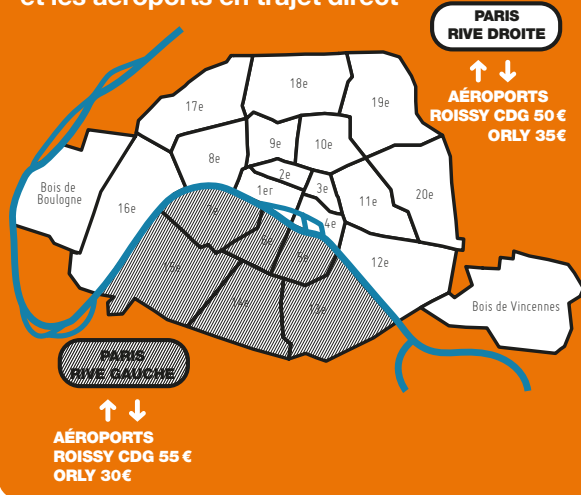 et les aéroports en trajet direct
PARIS
RIVE DROITE
AÉROPORTS
ROISSY CDG 50 €
ORLY 35€
18e
17e
19e
9e
10e
8e
2e
1er
3e
11e
20e
Bois de
Boulogne
16e
7e
4e
6e
5e
12e
15e
14e
13e
Bois de Vincennes
PARIS
RIVE GAUCHE
AÉROPORTS
ROISSY CDG 55 €
ORLY 30€